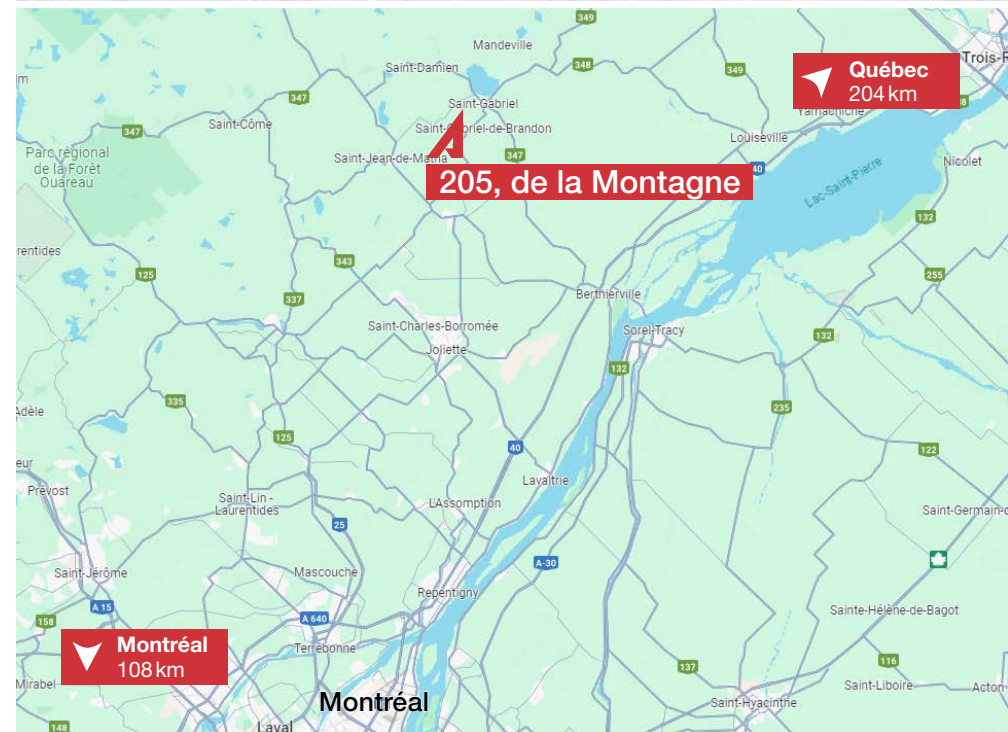 349
Mandeville
Saint-Damien
348
349
Trois-R
Québec
204 km
347
Saint-Gabriel
Yamachiche
Saint-Côme
347
Saint-Gabriel-de-Brandon
Louiseville
Parc régional
de la Forêt
Ouareau
Saint-Jean-de-Matha
347
40
Nicolet
205, de la Montagne
Lac-Saint-Pierre
132
rentides
343
125
255
337
Berthierville
Saint-Charles-Borromée
Sorel-Tracy
132
Joliette
132
335
235
Adèle
125
40
122
eur
Prévost
Lavaltrie
Saint-Lin -
Laurentides
L'Assomption
Saint-Germain-d
25
A-30
Saint-Jérôme
Mascouche
Repentigny
A 15
158
A 640
Sainte-Hélène-de-Bagot
Montréal
108 km
Terrebonne
137
116
Mirabel
Saint-Liboire
Acton
Montréal
Saint-Hyacinthe
148
Laval